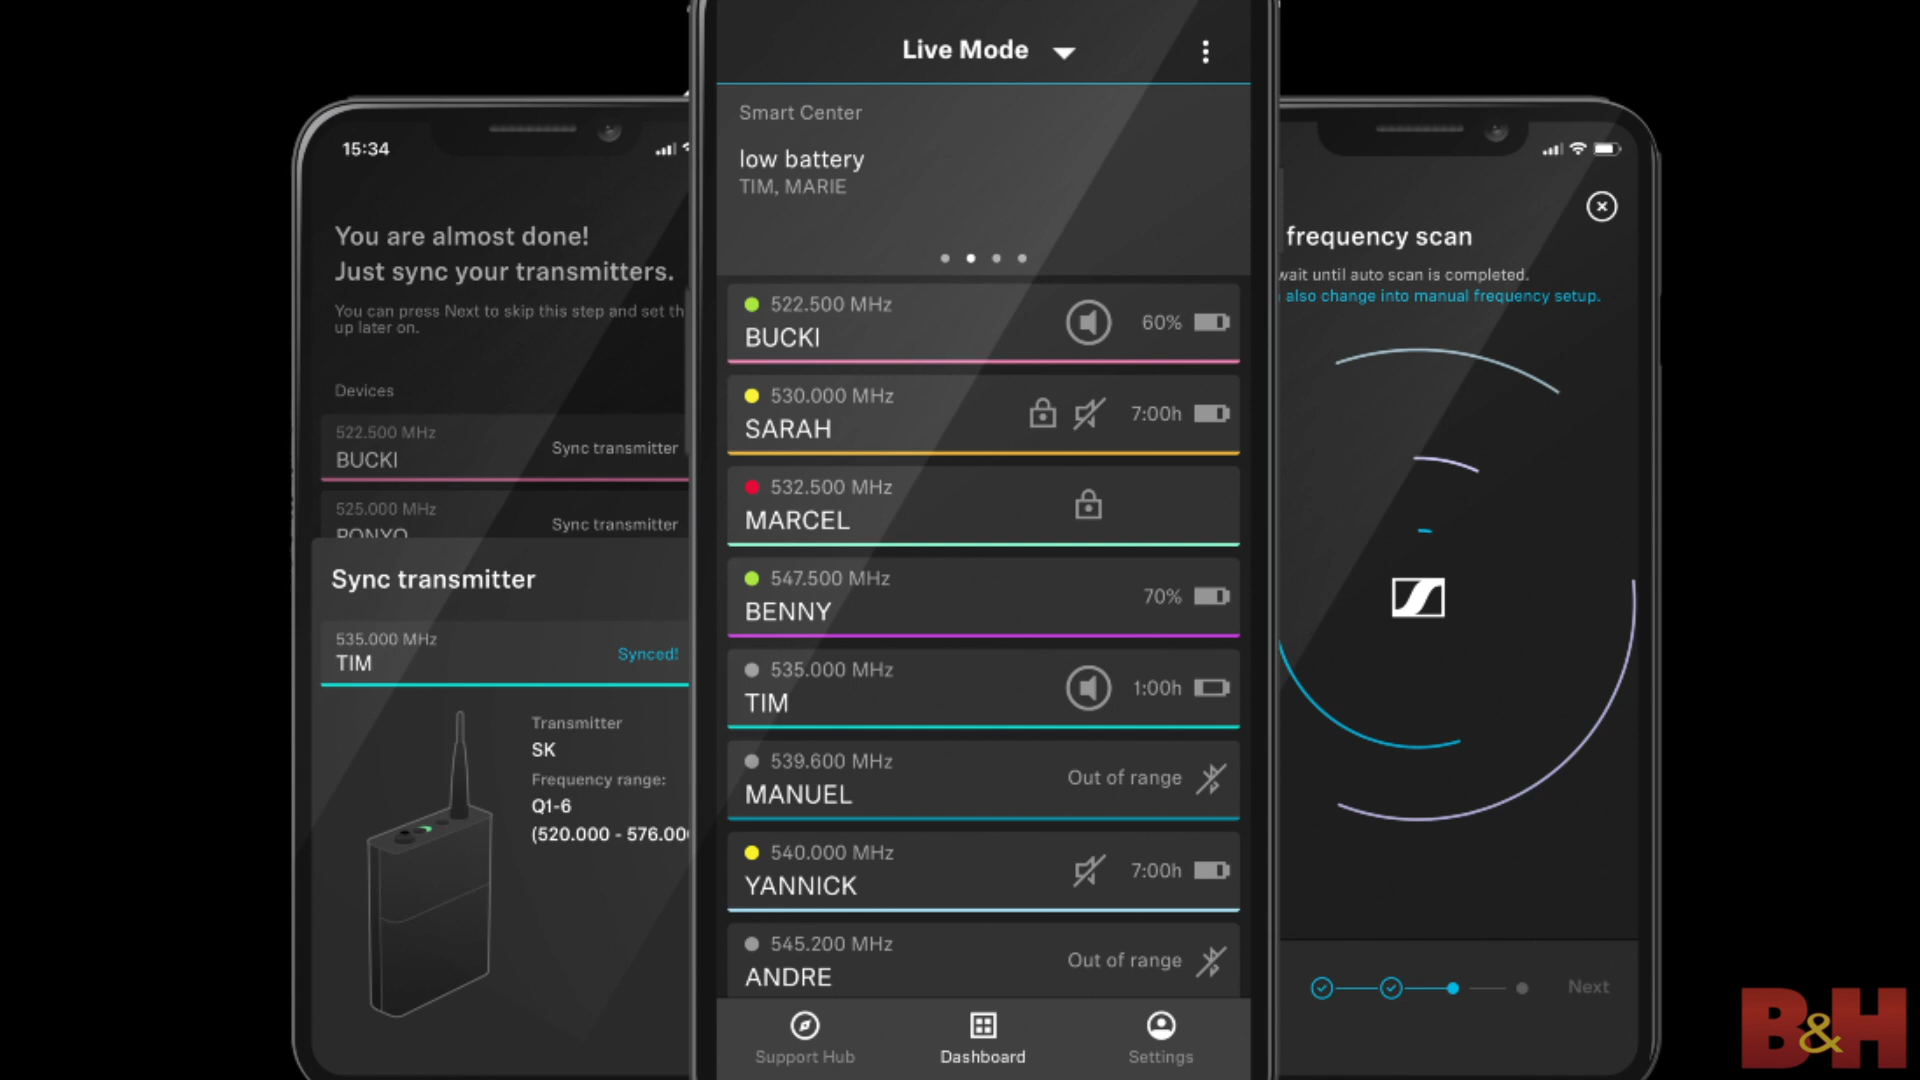 15:34
You are almost done!
Just sync your transmitters.
You can press Next to skip this step and set th
up later on.
Devices
522.500 MHz
BUCKI
Sync transmitter
525.000 MHz
PONYO
Sync transmitter
Sync transmitter
535.000 MHz
TIM
Synced!
Transmitter
SK
Frequency range:
Q1-6
(520.000 - 576.00
Live Mode
Smart Center
low battery
TIM, MARIE
522.500 MHz
BUCKI
60%
530.000 MHz
SARAH
7:00h
532.500 MHz
MARCEL
547.500 MHz
BENNY
70%
535.000 MHz
TIM
1:00h
539.600 MHz
MANUEL
Out of range
540.000 MHz
YANNICK
7:00h
545.200 MHz
ANDRE
Out of range
Support Hub
Dashboard
Settings
frequency scan
wait until auto scan is completed.
also change into manual frequency setup.
Next
B&H